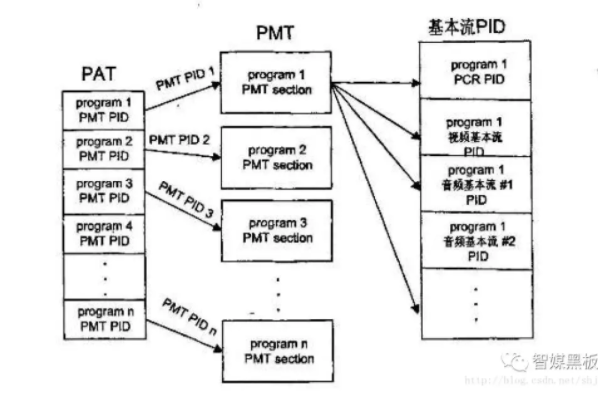 PAT
program 1
PMT PID
program 2
PMT PID
program 3
PMT PID
program 4
PMT PID
program n
PMT PID
PMT PID 1
PMT PID 2
PMT PID 3
PMT PID n
PMT
program 1
PMT section
program 2
PMT section
program 3
PMT section
program n
PMT section
基本流PID
program 1
PCR PID
program 1
视频基本流
PID
program 1
音频基本流 #1
PID
program 1
音频基本流 #2
PID
智媒黑板